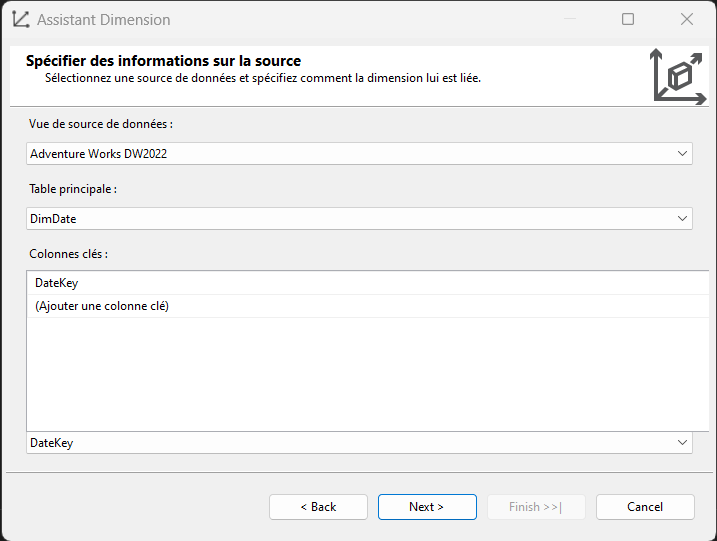 Assistant Dimension
Spécifier des informations sur la source
Sélectionnez une source de données et spécifiez comment la dimension lui est liée.
Vue de source de données :
Adventure Works DW2022
Table principale :
DimDate
Colonnes clés :
DateKey
(Ajouter une colonne clé)
DateKey
< Back
Next >
Finish >>|
Cancel